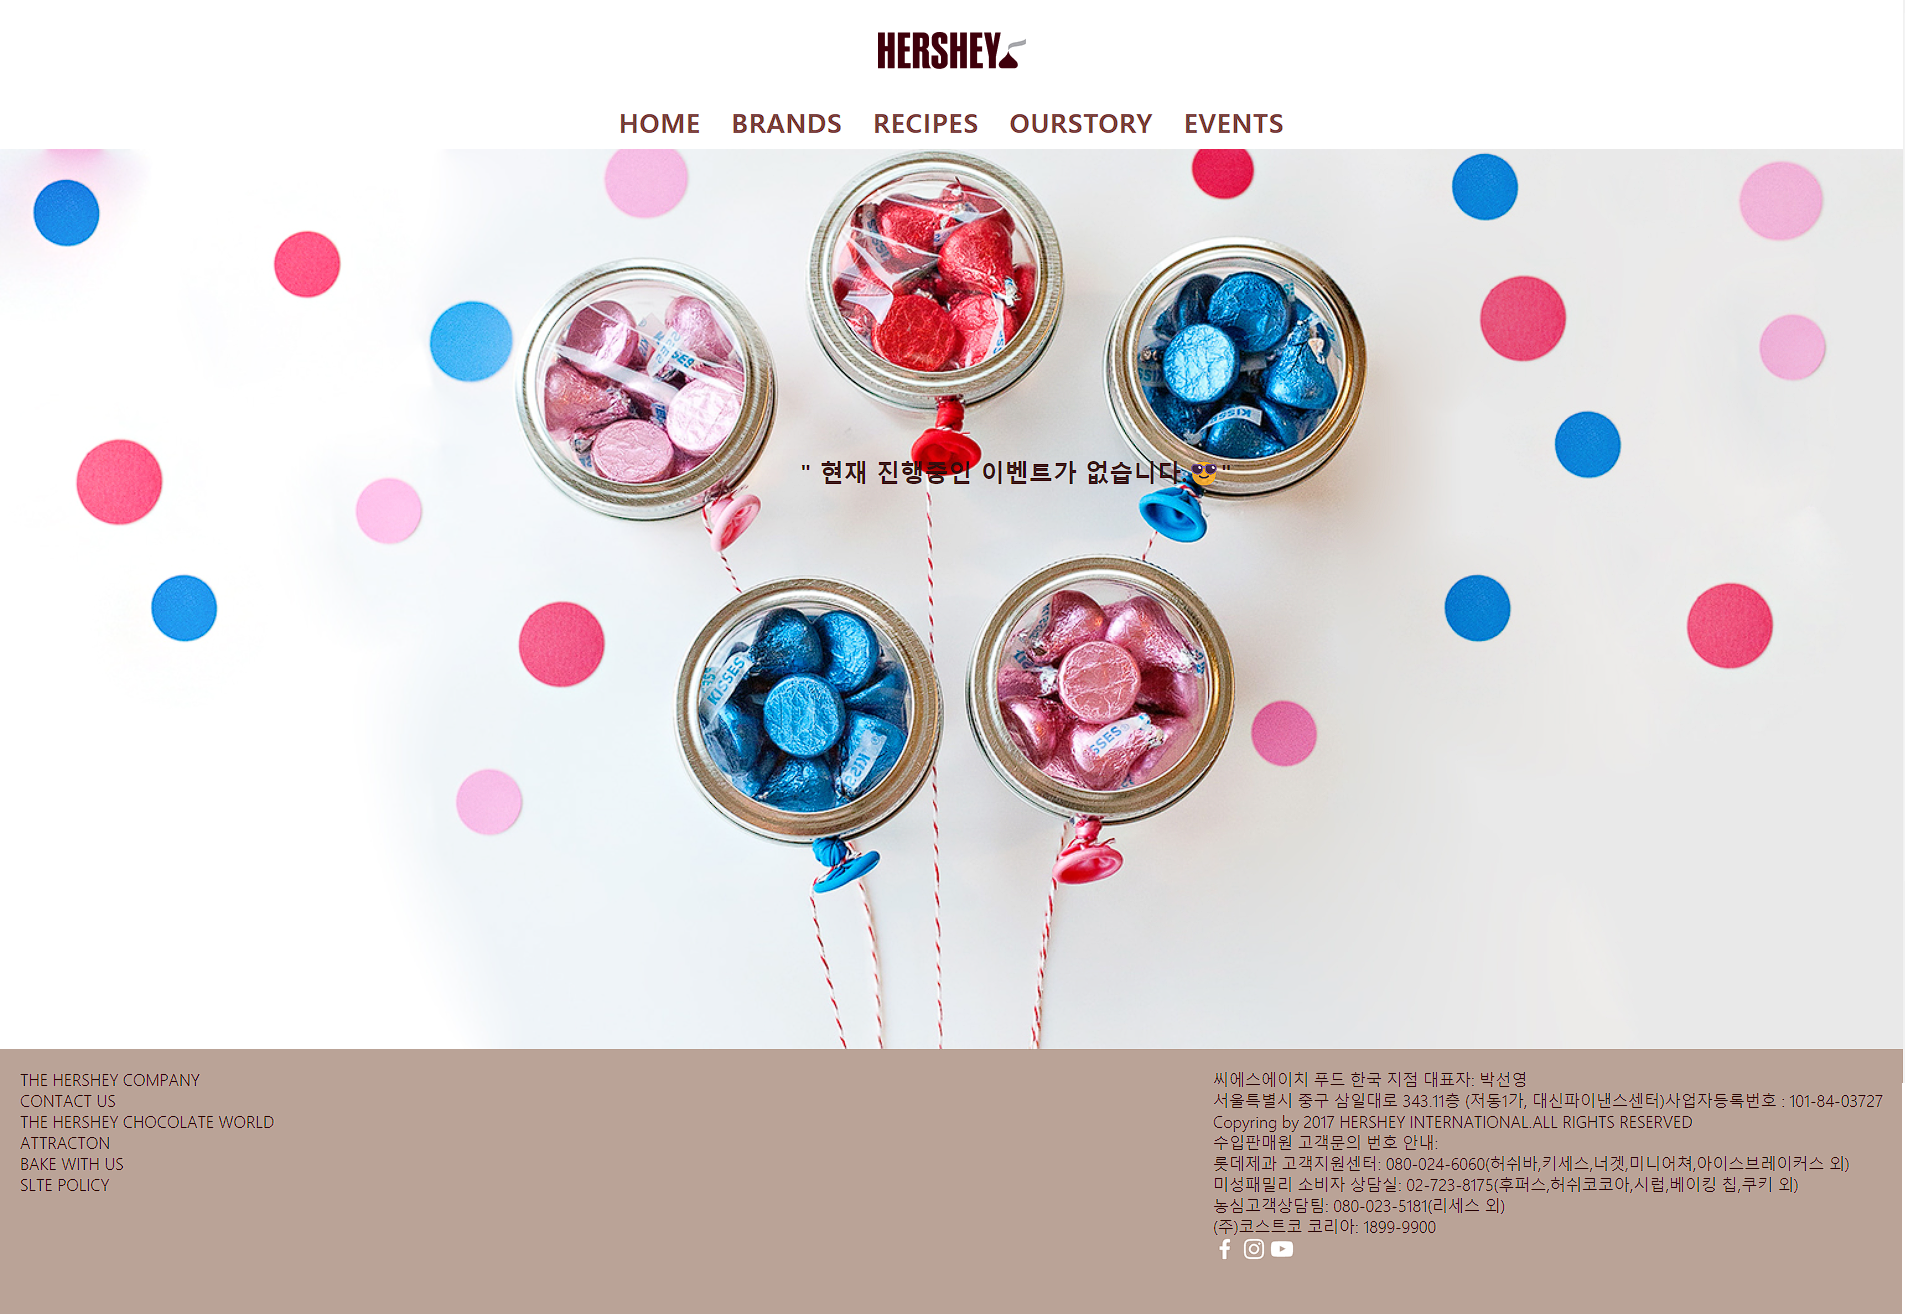 HERSHEY
HOME BRANDS RECIPES OURSTORY EVENTS
KISSES
" 현재 진행중인 이벤트가 없습니다 😎"
KISSES
KISSES
THE HERSHEY COMPANY
CONTACT US
THE HERSHEY CHOCOLATE WORLD
ATTRACTON
BAKE WITH US
SLTE POLICY
씨에스에이치 푸드 한국 지점 대표자: 박선영
서울특별시 중구 삼일대로 343.11층 (저동1가, 대신파이낸스센터)사업자등록번호 : 101-84-03727
Copyring by 2017 HERSHEY INTERNATIONAL.ALL RIGHTS RESERVED
수입판매원 고객문의 번호 안내:
롯데제과 고객지원센터: 080-024-6060(허쉬바,키세스,너겟,미니어쳐,아이스브레이커스 외)
미성패밀리 소비자 상담실: 02-723-8175(후퍼스,허쉬코코아,시럽,베이킹 칩,쿠키 외)
농심고객상담팀: 080-023-5181(리세스 외)
(주)코스트코 코리아: 1899-9900